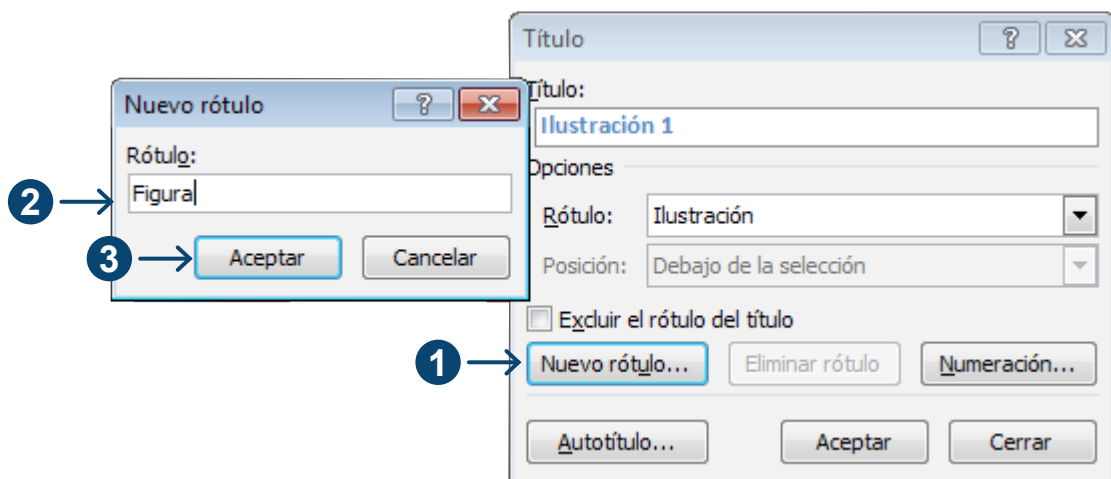 Título
Título:
Ilustración 1
Opciones
Rótulo: Ilustración
Posición: Debajo de la selección
Excluir el rótulo del título
1 Nuevo rótulo... Eliminar rótulo Numeración...
Autotítulo... Aceptar Cerrar
Nuevo rótulo
Rótulo:
2 Figura
3 Aceptar Cancelar